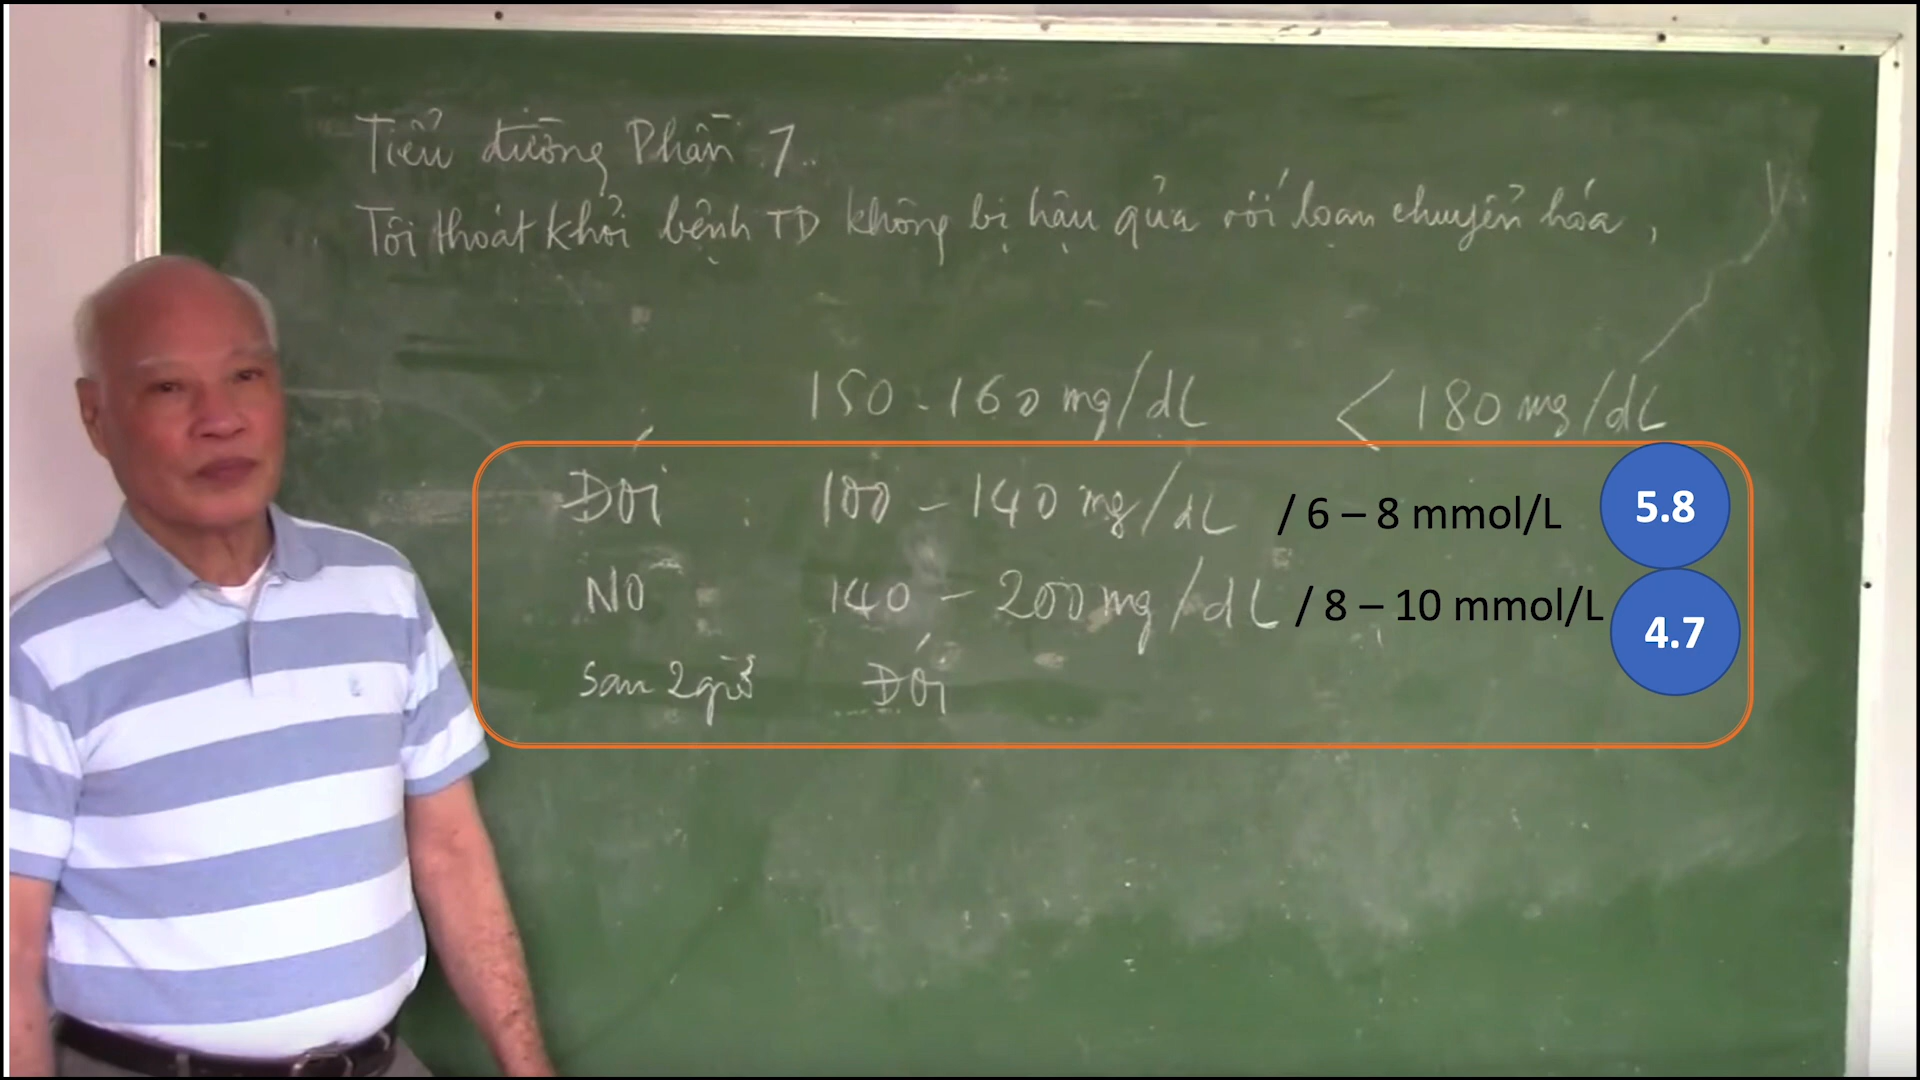 Tiểu đường Phần 7
Tôi thoát khỏi bệnh TD không bị hậu qủa rối loạn chuyển hóa,
150 - 160 mg/dL < 180 mg/dL
Đói : 100 - 140 mg/dL / 6 – 8 mmol/L 5.8
NO 140 - 200 mg/dL / 8 – 10 mmol/L 4.7
Sau 2 giờ Đói